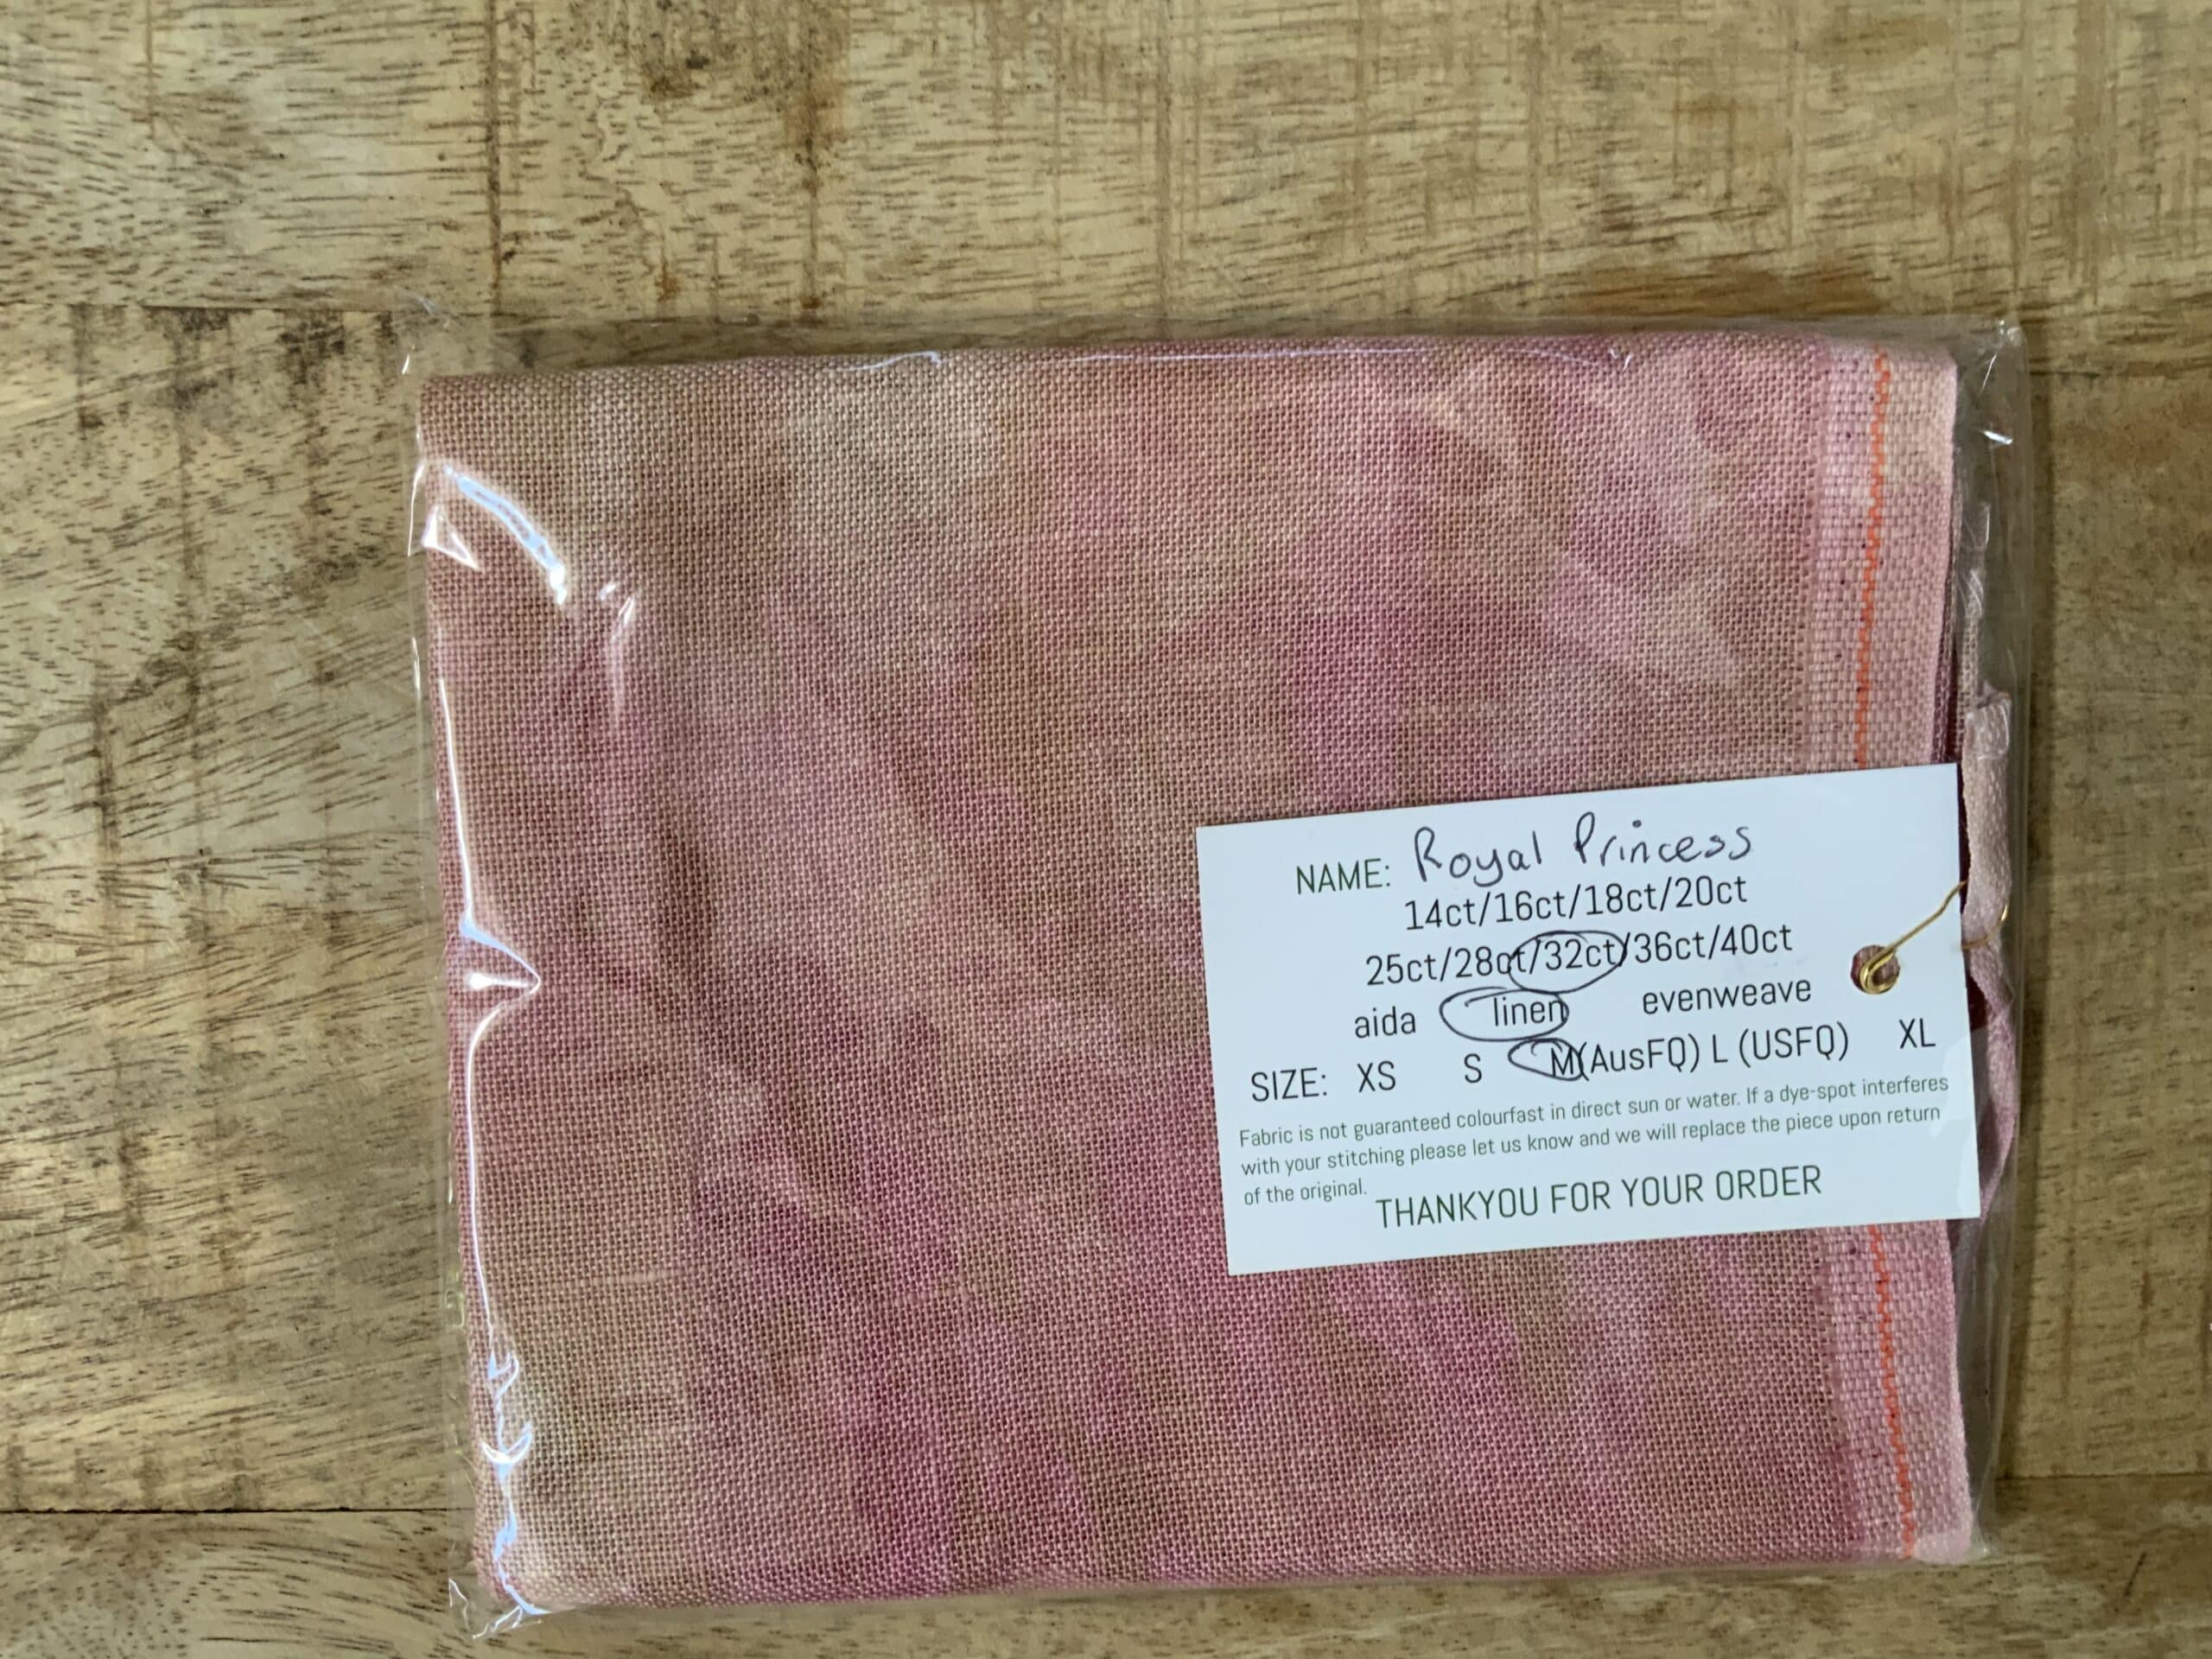 NAME: Royal Princess
14ct/16ct/18ct/20ct
25ct/28ct/32ct/36ct/40ct
aida linen evenweave
SIZE: XS S M(AusFQ) L (USFQ) XL
Fabric is not guaranteed colourfast in direct sun or water. If a dye-spot interferes
with your stitching please let us know and we will replace the piece upon return
of the original.
THANKYOU FOR YOUR ORDER